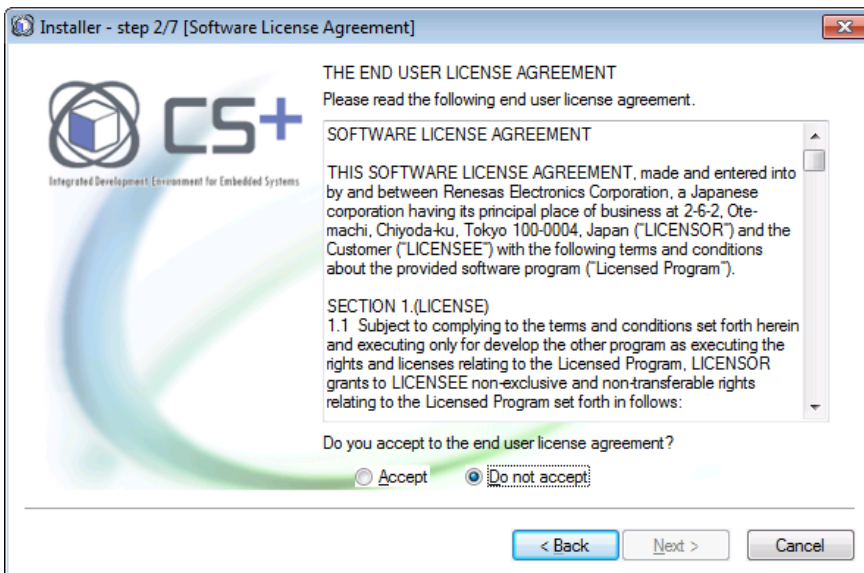 Installer - step 2/7 [Software License Agreement]
CS+
Integrated Development Environment for Embedded Systems
THE END USER LICENSE AGREEMENT
Please read the following end user license agreement.
SOFTWARE LICENSE AGREEMENT
THIS SOFTWARE LICENSE AGREEMENT, made and entered into
by and between Renesas Electronics Corporation, a Japanese
corporation having its principal place of business at 2-6-2, Ote-
machi, Chiyoda-ku, Tokyo 100-0004, Japan ("LICENSOR") and the
Customer ("LICENSEE") with the following terms and conditions
about the provided software program ("Licensed Program").
SECTION 1.(LICENSE)
1.1 Subject to complying to the terms and conditions set forth herein
and executing only for develop the other program as executing the
rights and licenses relating to the Licensed Program, LICENSOR
grants to LICENSEE non-exclusive and non-transferable rights
relating to the Licensed Program set forth in follows:
Do you accept to the end user license agreement?
Accept Do not accept
< Back Next > Cancel